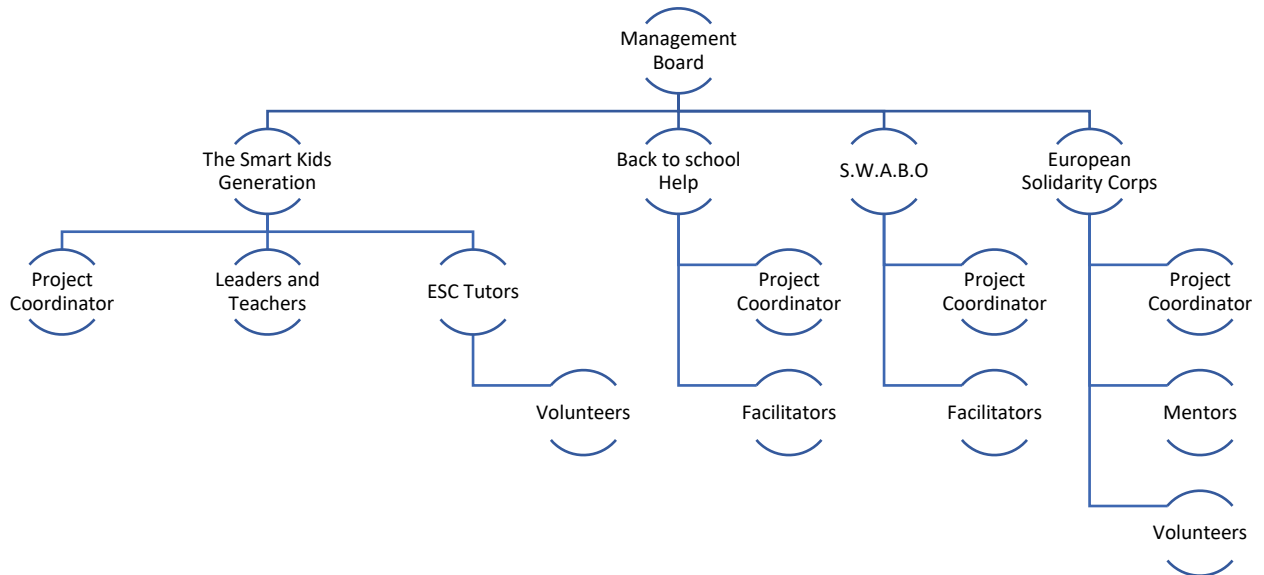 Management
Board
The Smart Kids
Generation
Back to school
Help
S.W.A.B.O
European
Solidarity Corps
Project
Coordinator
Leaders and
Teachers
ESC Tutors
Project
Coordinator
Project
Coordinator
Project
Coordinator
Volunteers
Facilitators
Facilitators
Mentors
Volunteers